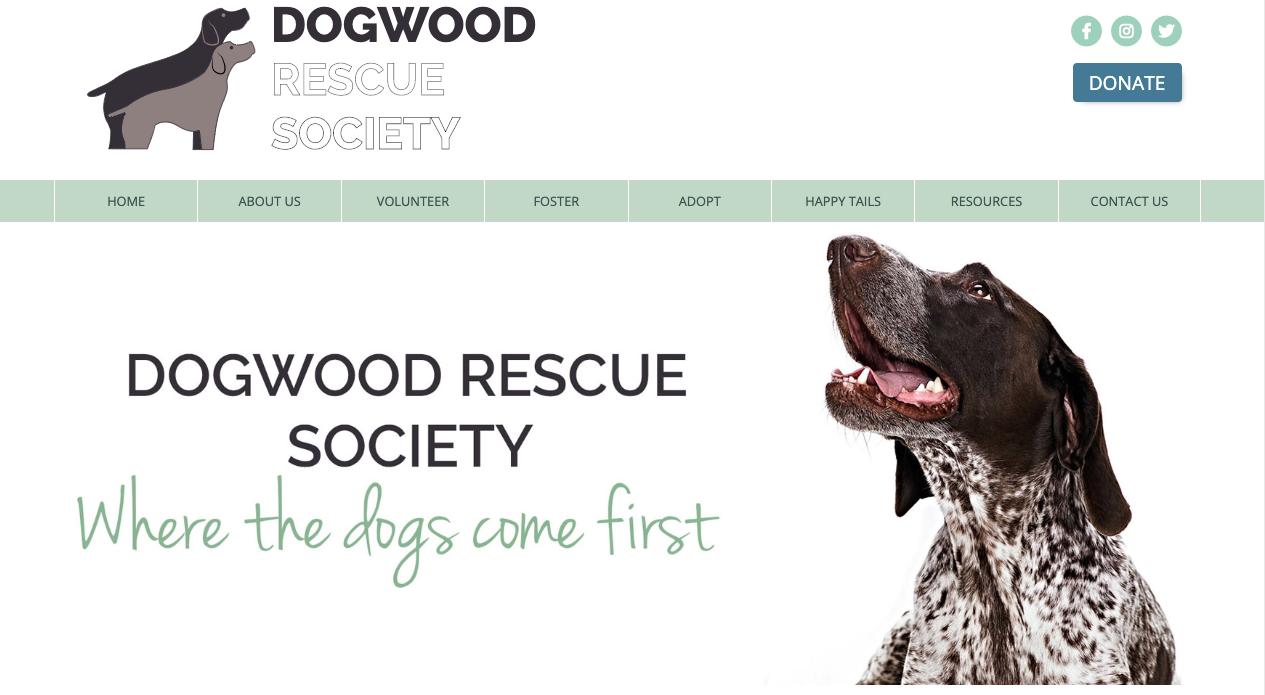 DOGWOOD
RESCUE
SOCIETY
DONATE
HOME
ABOUT US
VOLUNTEER
FOSTER
ADOPT
HAPPY TAILS
RESOURCES
CONTACT US
DOGWOOD RESCUE
SOCIETY
Where the dogs come first